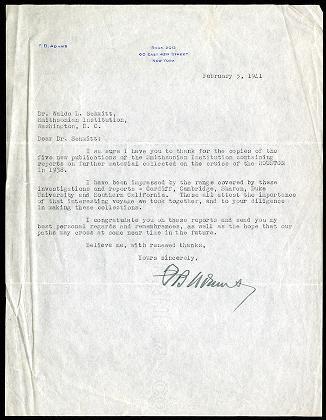 F. B. ADAMS
ROOM 2013
60 EAST 42ND STREET
NEW YORK
February 5, 1941
Dr. Waldo L. Schmitt,
Smithsonian Institution,
Washington, D. C.
Dear Dr. Schmitt:
I am sure I have you to thank for the copies of the
five new publications of the Smithsonian Institution containing
reports on further material collected on the cruise of the HOUSTON
in 1938.
I have been impressed by the range covered by these
investigations and reports - Cardiff, Cambridge, Sharon, Duke
University and Southern California. These all attest the importance
of that interesting voyage we took together, and to your diligence
in making these collections.
I congratulate you on these reports and send you my
best personal regards and remembrances, as well as the hope that our
paths may cross at some near time in the future.
Believe me, with renewed thanks,
Yours sincerely,
F B Adams